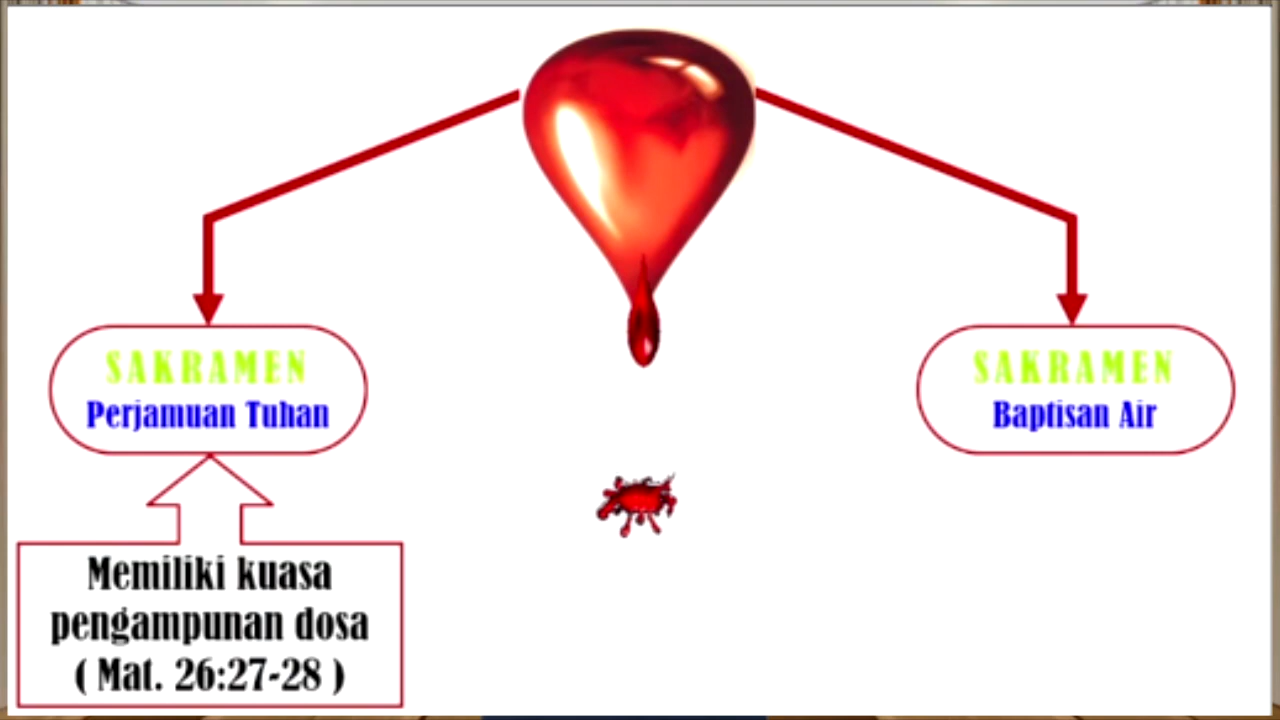 SAKRAMEN
Perjamuan Tuhan
SAKRAMEN
Baptisan Air
Memiliki kuasa
pengampunan dosa
( Mat. 26:27-28 )